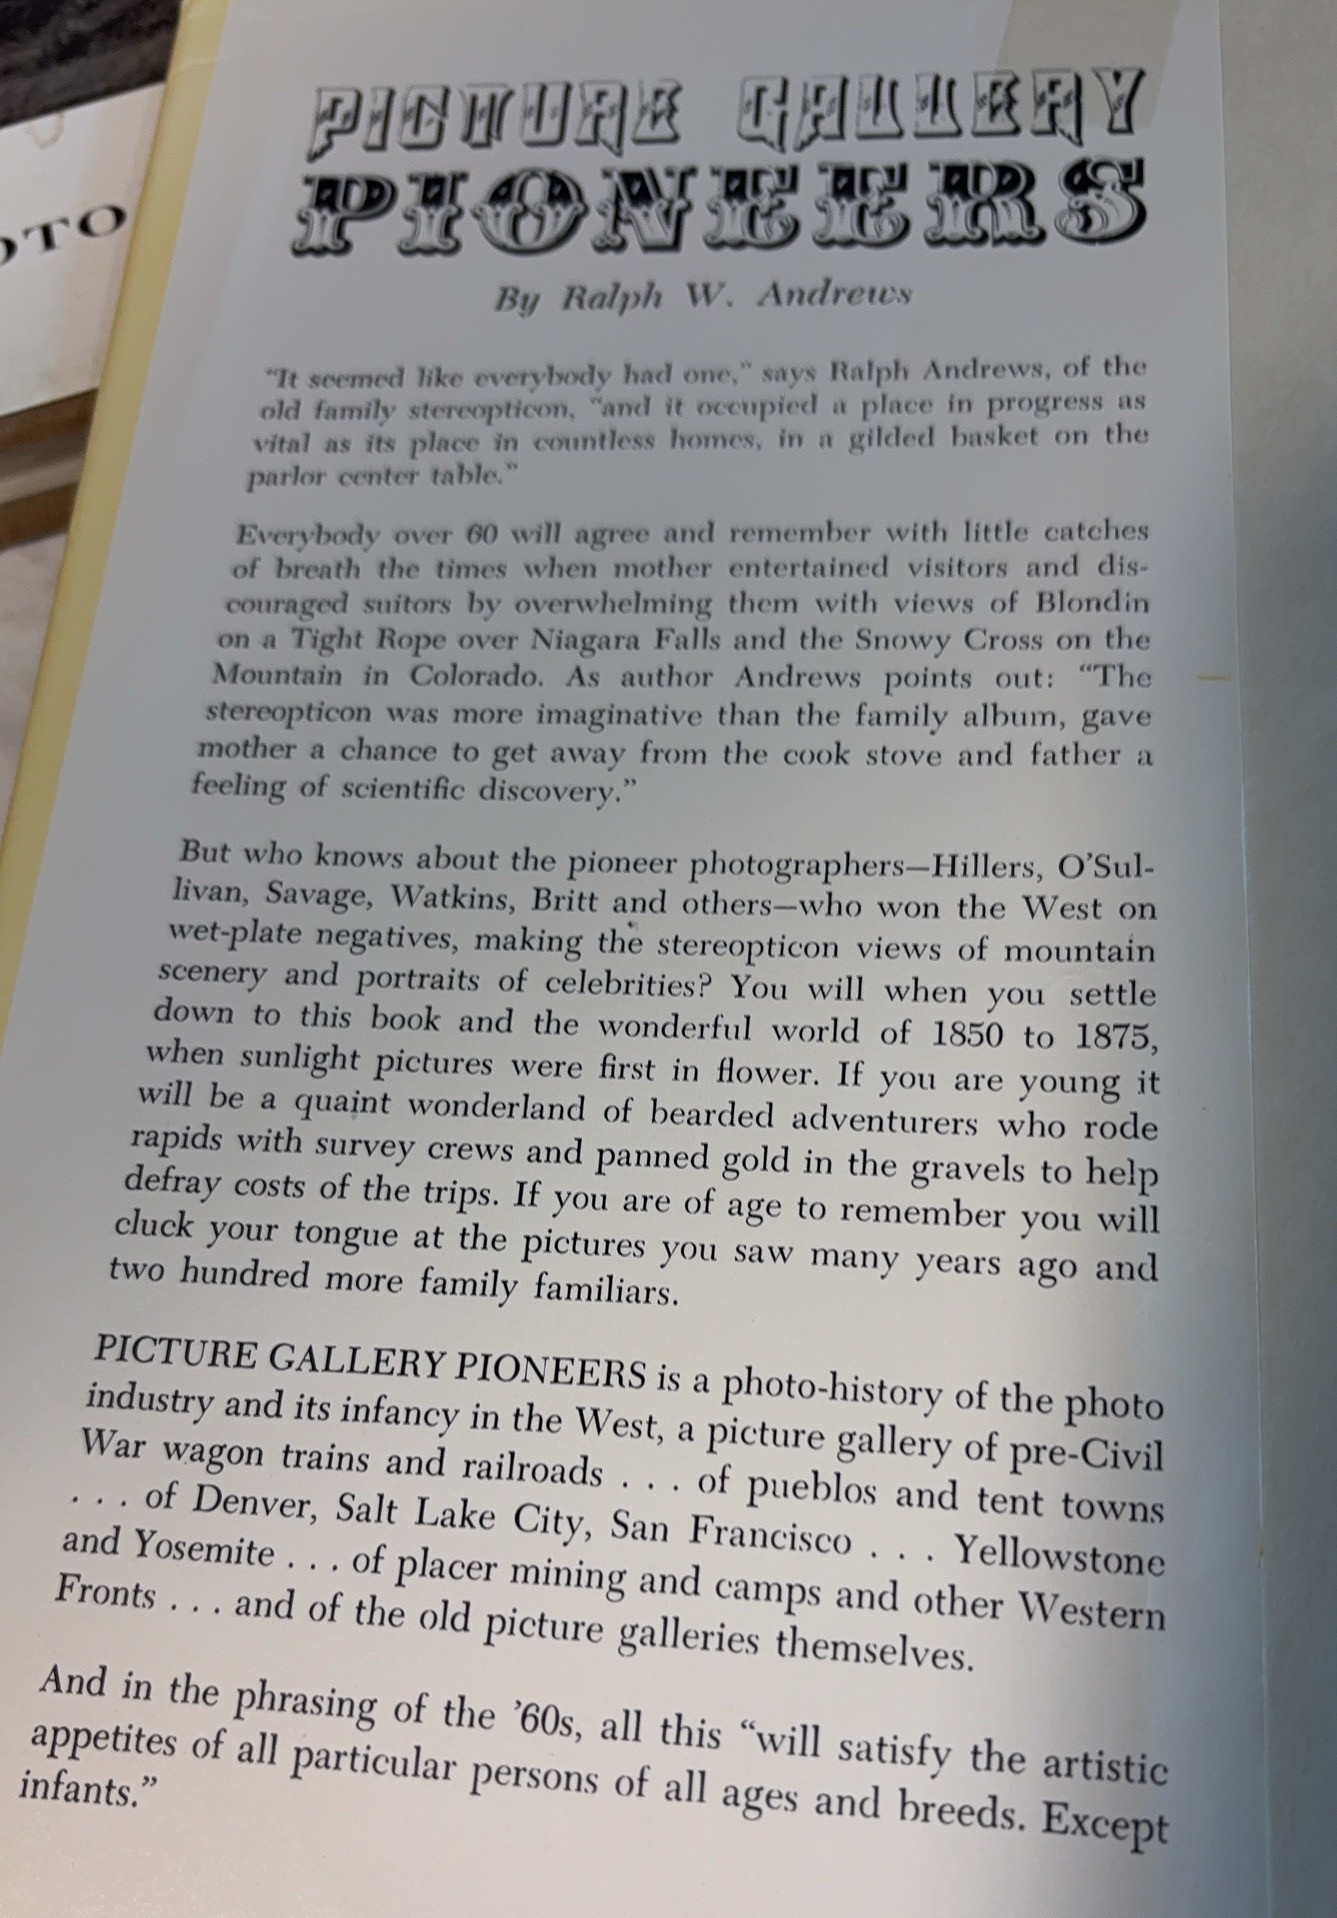 OTO
PICTURE GALLERY
PIONEERS
By Ralph W. Andrews
"It seemed like everybody had one," says Ralph Andrews, of the
old family stereopticon, "and it occupied a place in progress as
vital as its place in countless homes, in a gilded basket on the
parlor center table."
Everybody over 60 will agree and remember with little catches
of breath the times when mother entertained visitors and dis-
couraged suitors by overwhelming them with views of Blondin
on a Tight Rope over Niagara Falls and the Snowy Cross on the
Mountain in Colorado. As author Andrews points out: "The
stereopticon was more imaginative than the family album, gave
mother a chance to get away from the cook stove and father a
feeling of scientific discovery."
But who knows about the pioneer photographers—Hillers, O'Sul-
livan, Savage, Watkins, Britt and others—who won the West on
wet-plate negatives, making the stereopticon views of mountain
scenery and portraits of celebrities? You will when you settle
down to this book and the wonderful world of 1850 to 1875,
when sunlight pictures were first in flower. If you are young it
will be a quaint wonderland of bearded adventurers who rode
rapids with survey crews and panned gold in the gravels to help
defray costs of the trips. If you are of age to remember you will
cluck your tongue at the pictures you saw many years ago and
two hundred more family familiars.
PICTURE GALLERY PIONEERS is a photo-history of the photo
industry and its infancy in the West, a picture gallery of pre-Civil
War wagon trains and railroads . . . of pueblos and tent towns
. . . of Denver, Salt Lake City, San Francisco . . . Yellowstone
and Yosemite . . . of placer mining and camps and other Western
Fronts . . . and of the old picture galleries themselves.
And in the phrasing of the '60s, all this "will satisfy the artistic
appetites of all particular persons of all ages and breeds. Except
infants."